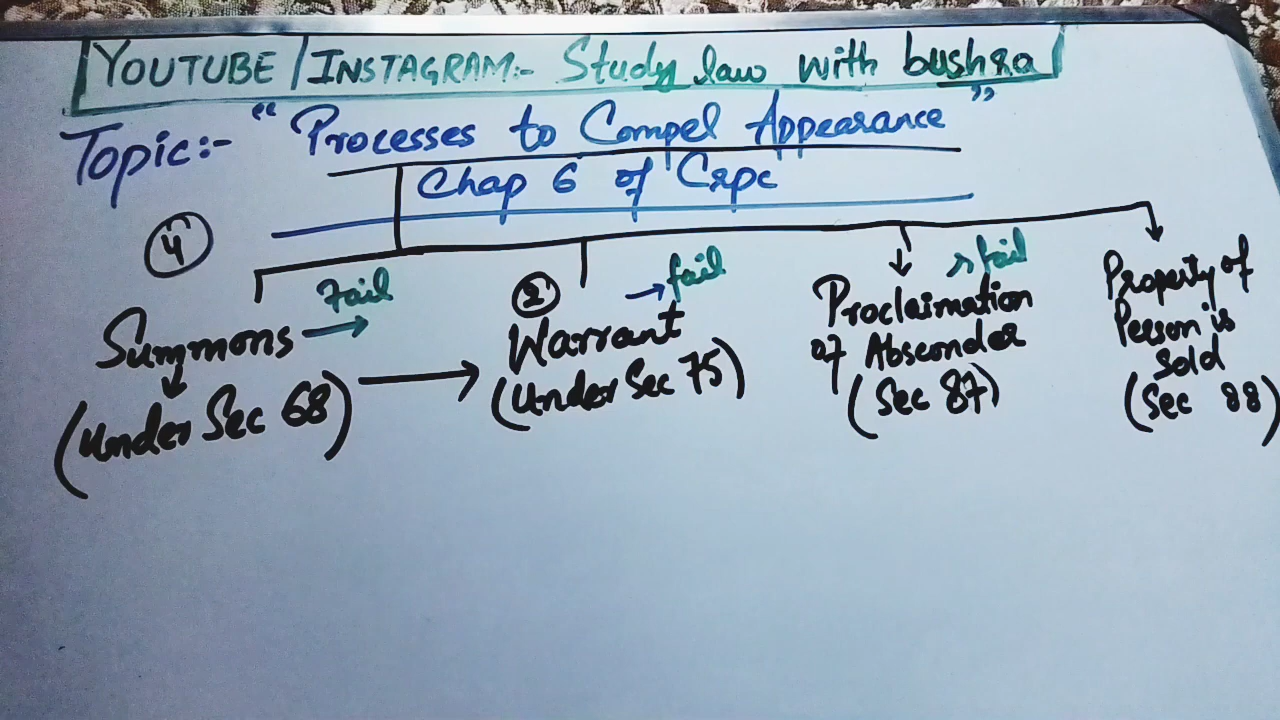 YOUTUBE / INSTAGRAM:- Study law with bushra
Topic:- "Processes to Compel Appearance"
Chap 6 of Crpc
4
Fail
Summons
(Under Sec 68)
2
fail
Warrant
(Under Sec 75)
fail
Proclaimation
of Absconder
(Sec 87)
Property of
Person is
Sold
(Sec 88)